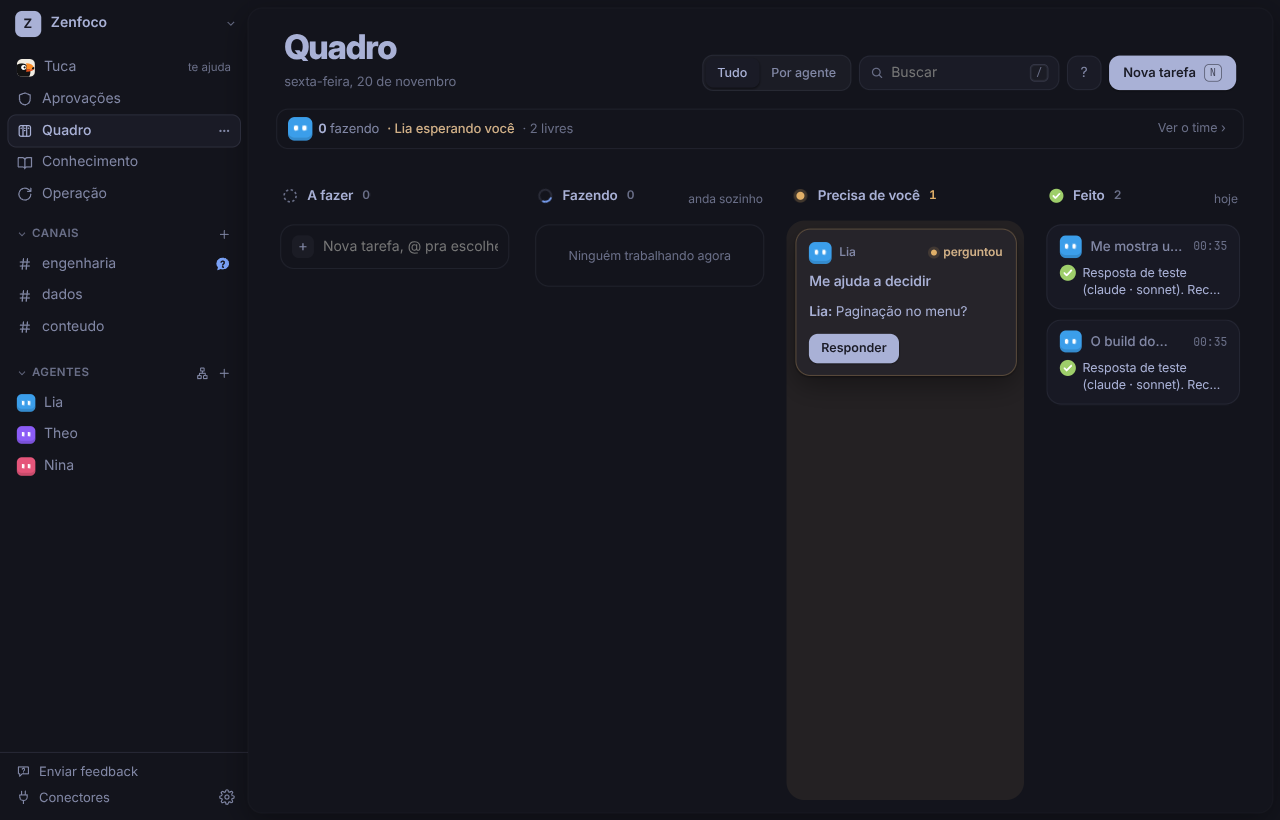 Z Zenfoco
Tuca te ajuda
Aprovações
Quadro
Conhecimento
Operação
CANAIS
engenharia
dados
conteudo
AGENTES
Lia
Theo
Nina
Enviar feedback
Conectores
Quadro
sexta-feira, 20 de novembro
Tudo Por agente Buscar / ? Nova tarefa N
0 fazendo · Lia esperando você · 2 livres Ver o time ›
A fazer 0
+ Nova tarefa, @ pra escolhe
Fazendo 0 anda sozinho
Ninguém trabalhando agora
Precisa de você 1
Lia perguntou
Me ajuda a decidir
Lia: Paginação no menu?
Responder
Feito 2 hoje
Me mostra u... 00:35
Resposta de teste
(claude · sonnet). Rec...
O build do... 00:35
Resposta de teste
(claude · sonnet). Rec...